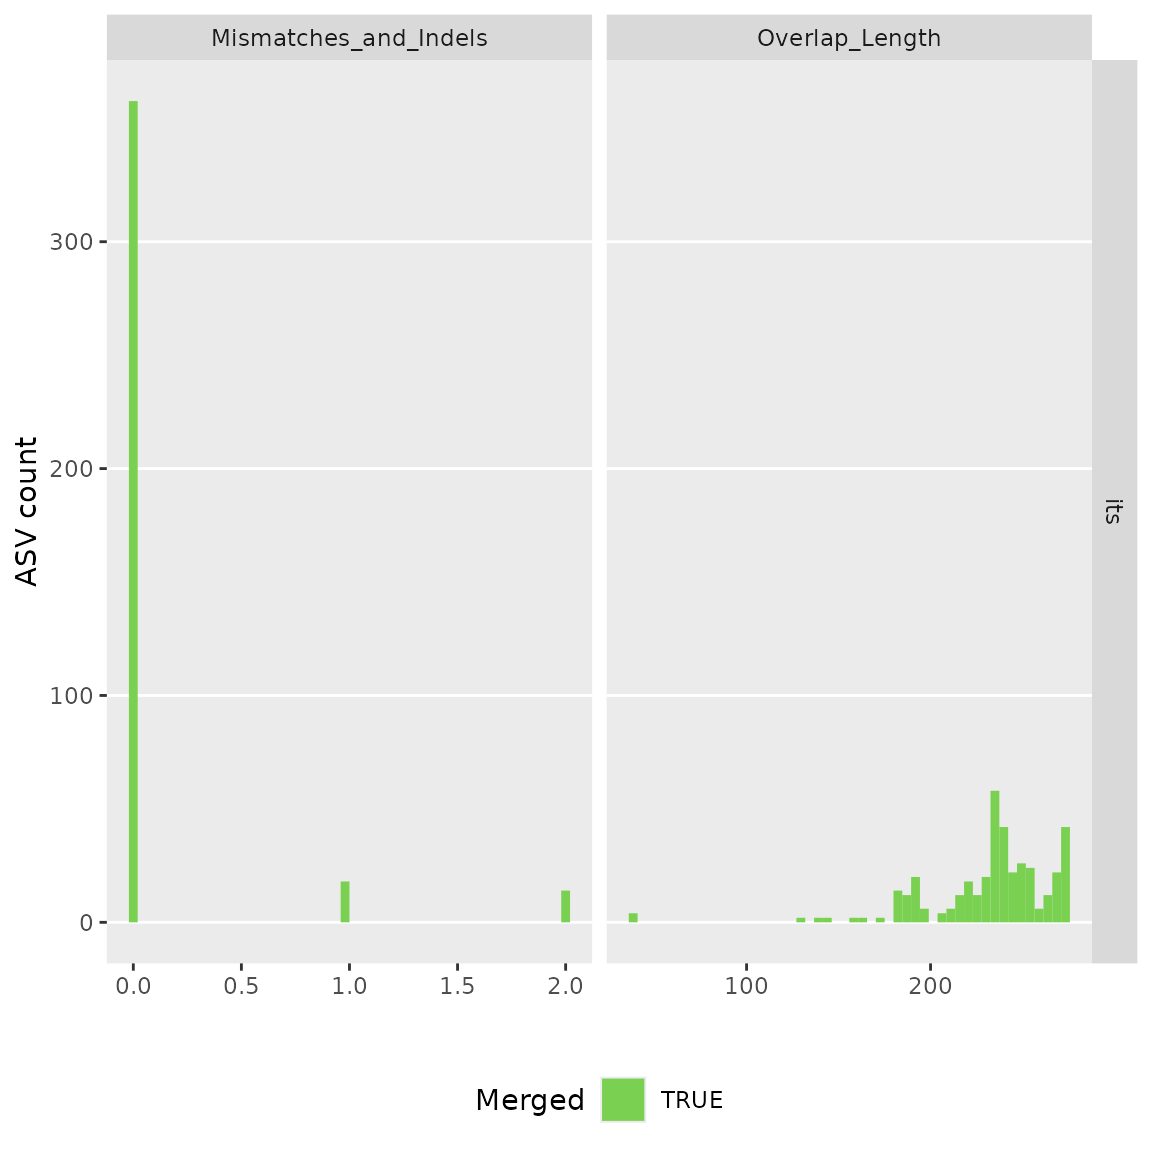 Mismatches_and_Indels
Overlap_Length
its
ASV count
300
200
100
0
0.0 0.5 1.0 1.5 2.0
100 200
Merged TRUE